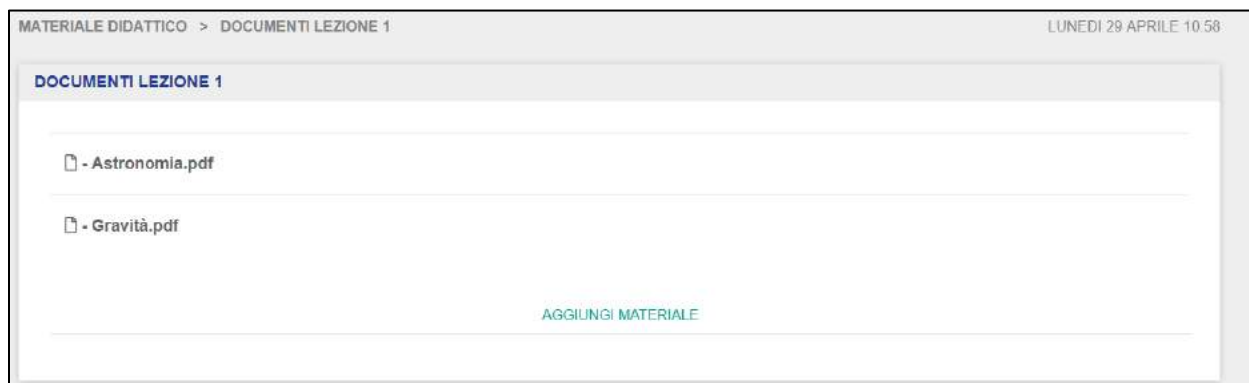 MATERIALE DIDATTICO > DOCUMENTI LEZIONE 1
LUNEDI 29 APRILE 10.58
DOCUMENTI LEZIONE 1
- Astronomia.pdf
- Gravità.pdf
AGGIUNGI MATERIALE